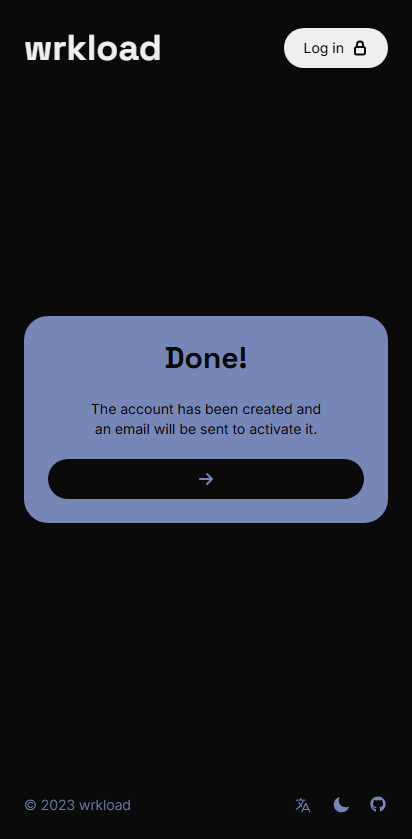 wrkload
Log in
Done!
The account has been created and
an email will be sent to activate it.
© 2023 wrkload